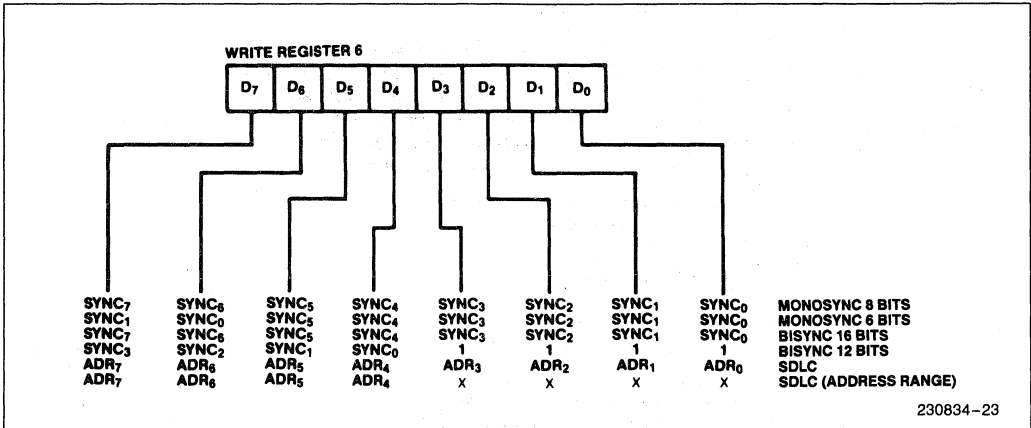 WRITE REGISTER 6
D7 D6 D5 D4 D3 D2 D1 D0
SYNC7 SYNC6 SYNC5 SYNC4 SYNC3 SYNC2 SYNC1 SYNC0 MONOSYNC 8 BITS
SYNC1 SYNC0 SYNC5 SYNC4 SYNC3 SYNC2 SYNC1 SYNC0 MONOSYNC 6 BITS
SYNC7 SYNC6 SYNC5 SYNC4 SYNC3 SYNC2 SYNC1 SYNC0 BISYNC 16 BITS
SYNC3 SYNC2 SYNC1 SYNC0 1 1 1 1 BISYNC 12 BITS
ADR7 ADR6 ADR5 ADR4 ADR3 ADR2 ADR1 ADR0 SDLC
ADR7 ADR6 ADR5 ADR4 X X X X SDLC (ADDRESS RANGE)
230834–23